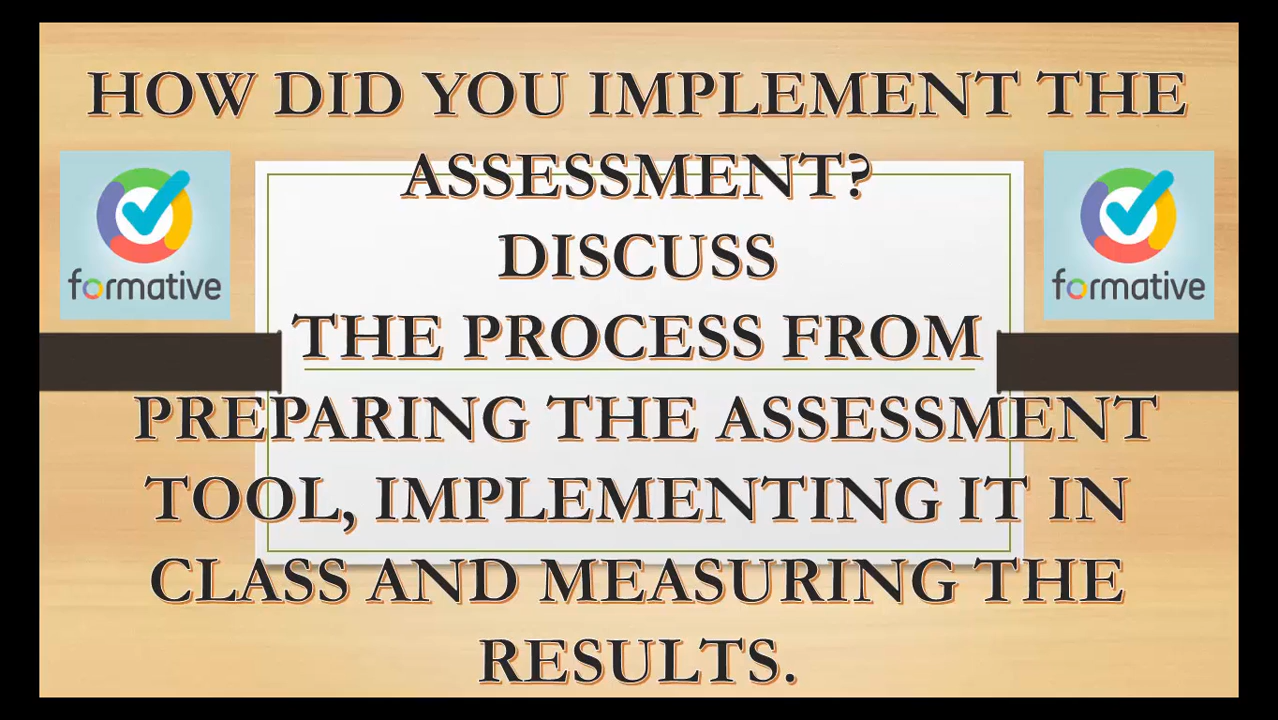 HOW DID YOU IMPLEMENT THE
ASSESSMENT?
formative
formative
DISCUSS
THE PROCESS FROM
PREPARING THE ASSESSMENT
TOOL, IMPLEMENTING IT IN
CLASS AND MEASURING THE
RESULTS.